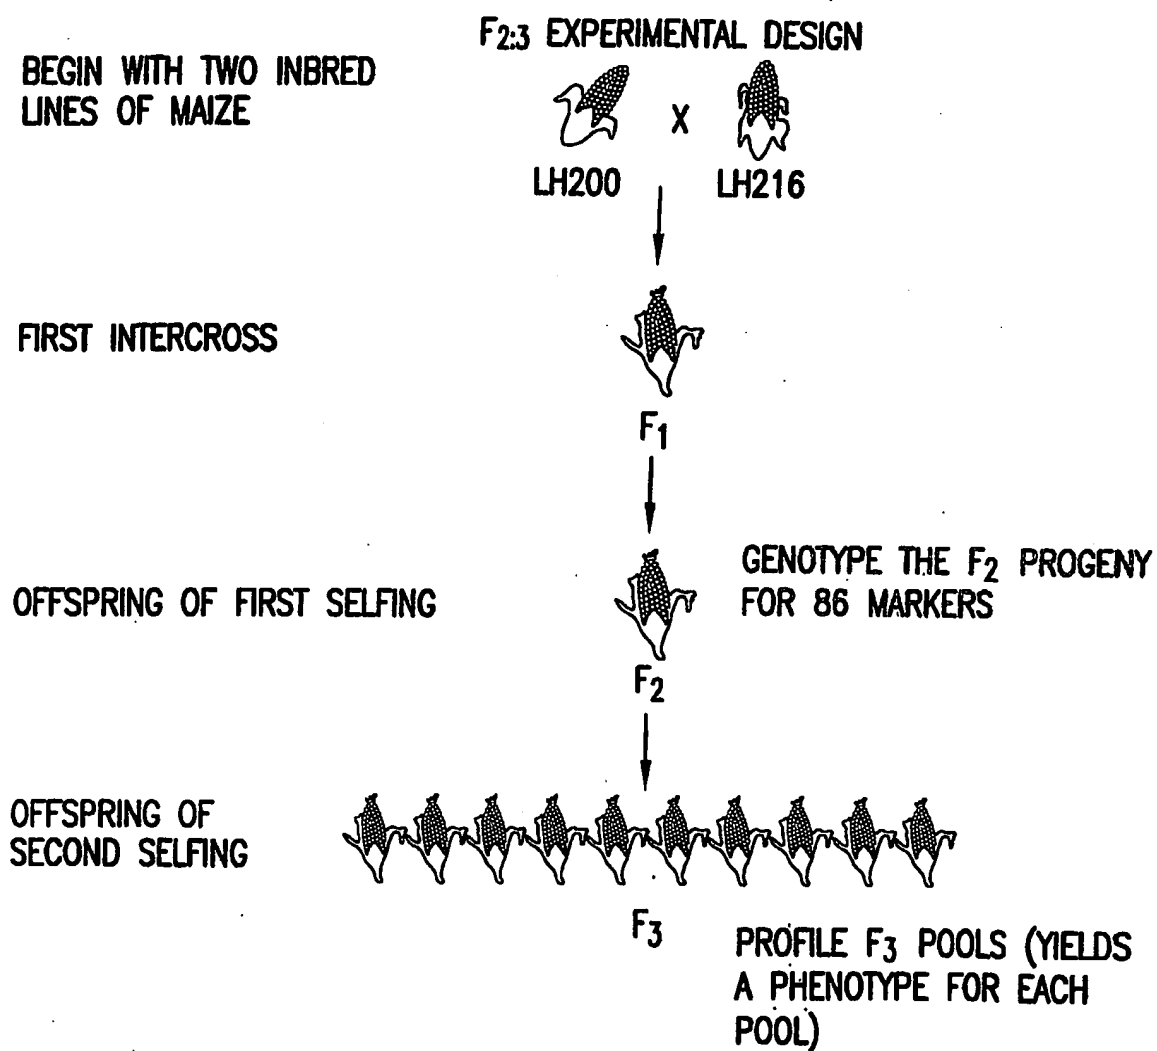 F2:3 EXPERIMENTAL DESIGN
BEGIN WITH TWO INBRED
LINES OF MAIZE
X
LH200
LH216
FIRST INTERCROSS
F1
OFFSPRING OF FIRST SELFING
GENOTYPE THE F2 PROGENY
FOR 86 MARKERS
F2
OFFSPRING OF
SECOND SELFING
F3
PROFILE F3 POOLS (YIELDS
A PHENOTYPE FOR EACH
POOL)